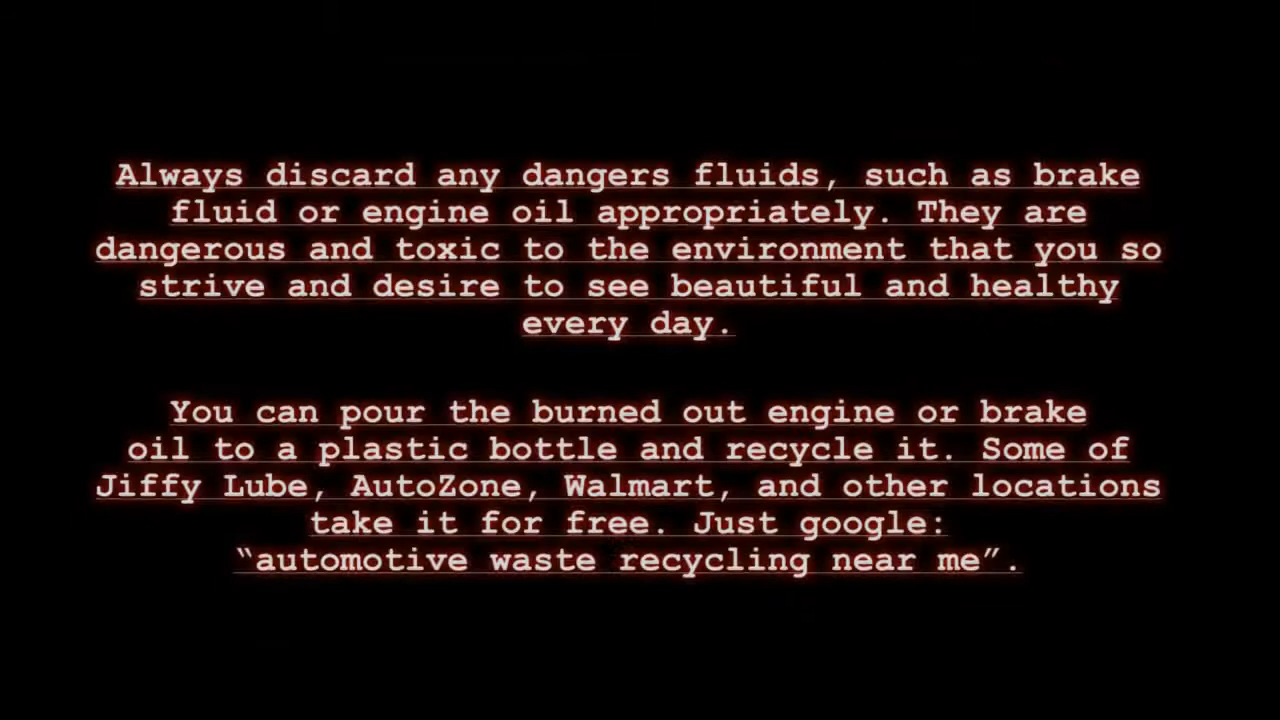 Always discard any dangers fluids, such as brake
fluid or engine oil appropriately. They are
dangerous and toxic to the environment that you so
strive and desire to see beautiful and healthy
every day.
You can pour the burned out engine or brake
oil to a plastic bottle and recycle it. Some of
Jiffy Lube, AutoZone, Walmart, and other locations
take it for free. Just google:
“automotive waste recycling near me”.